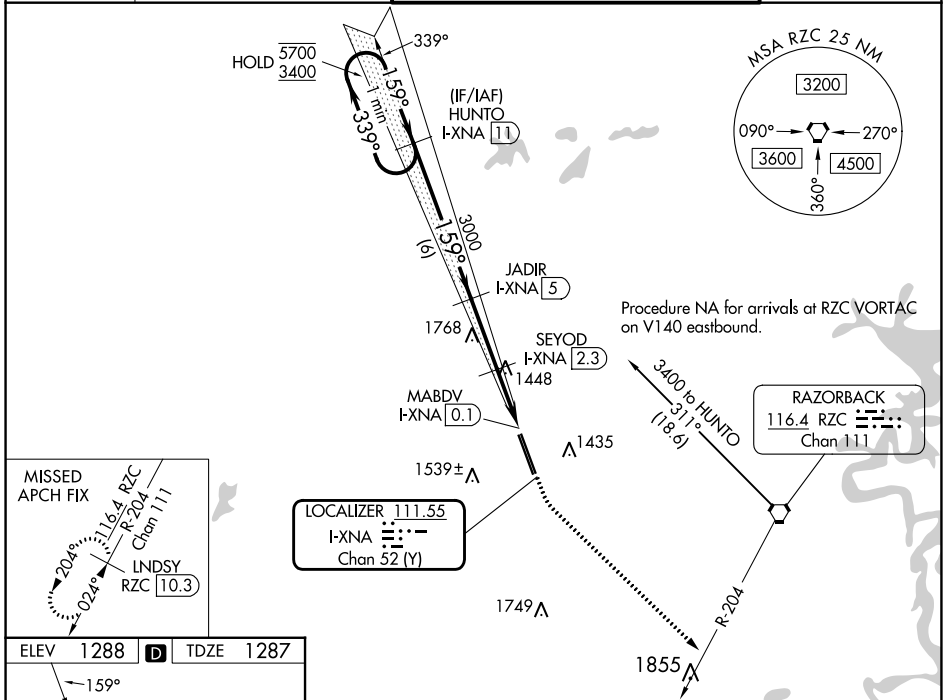 HOLD 5700
3400
339°
159°
1 min
339°
(IF/IAF)
HUNTO
I-XNA 11
MSA RZC 25 NM
3200
090°
270°
3600
4500
360°
3000
159°
(6)
JADIR
I-XNA 5
1768
SEYOD
I-XNA 2.3
1448
MABDV
I-XNA 0.1
1435
1539±
Procedure NA for arrivals at RZC VORTAC
on V140 eastbound.
3400 to HUNTO
311°
(18.6)
RAZORBACK
116.4 RZC
Chan 111
LOCALIZER 111.55
I-XNA
Chan 52 (Y)
MISSED
APCH FIX
116.4 RZC
R-204
Chan 111
204°
024°
LNDSY
RZC 10.3
1749
R-204
1855
ELEV 1288 D TDZE 1287
159°